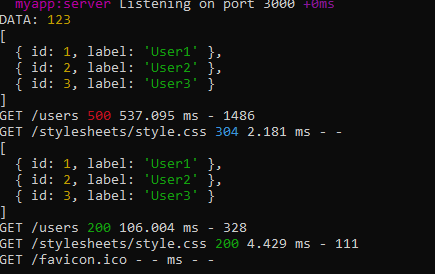 myapp:server Listening on port 3000 +0ms
DATA: 123
[
  { id: 1, label: 'User1' },
  { id: 2, label: 'User2' },
  { id: 3, label: 'User3' }
]
GET /users 500 537.095 ms - 1486
GET /stylesheets/style.css 304 2.181 ms - -
[
  { id: 1, label: 'User1' },
  { id: 2, label: 'User2' },
  { id: 3, label: 'User3' }
]
GET /users 200 106.004 ms - 328
GET /stylesheets/style.css 200 4.429 ms - 111
GET /favicon.ico - - ms - -